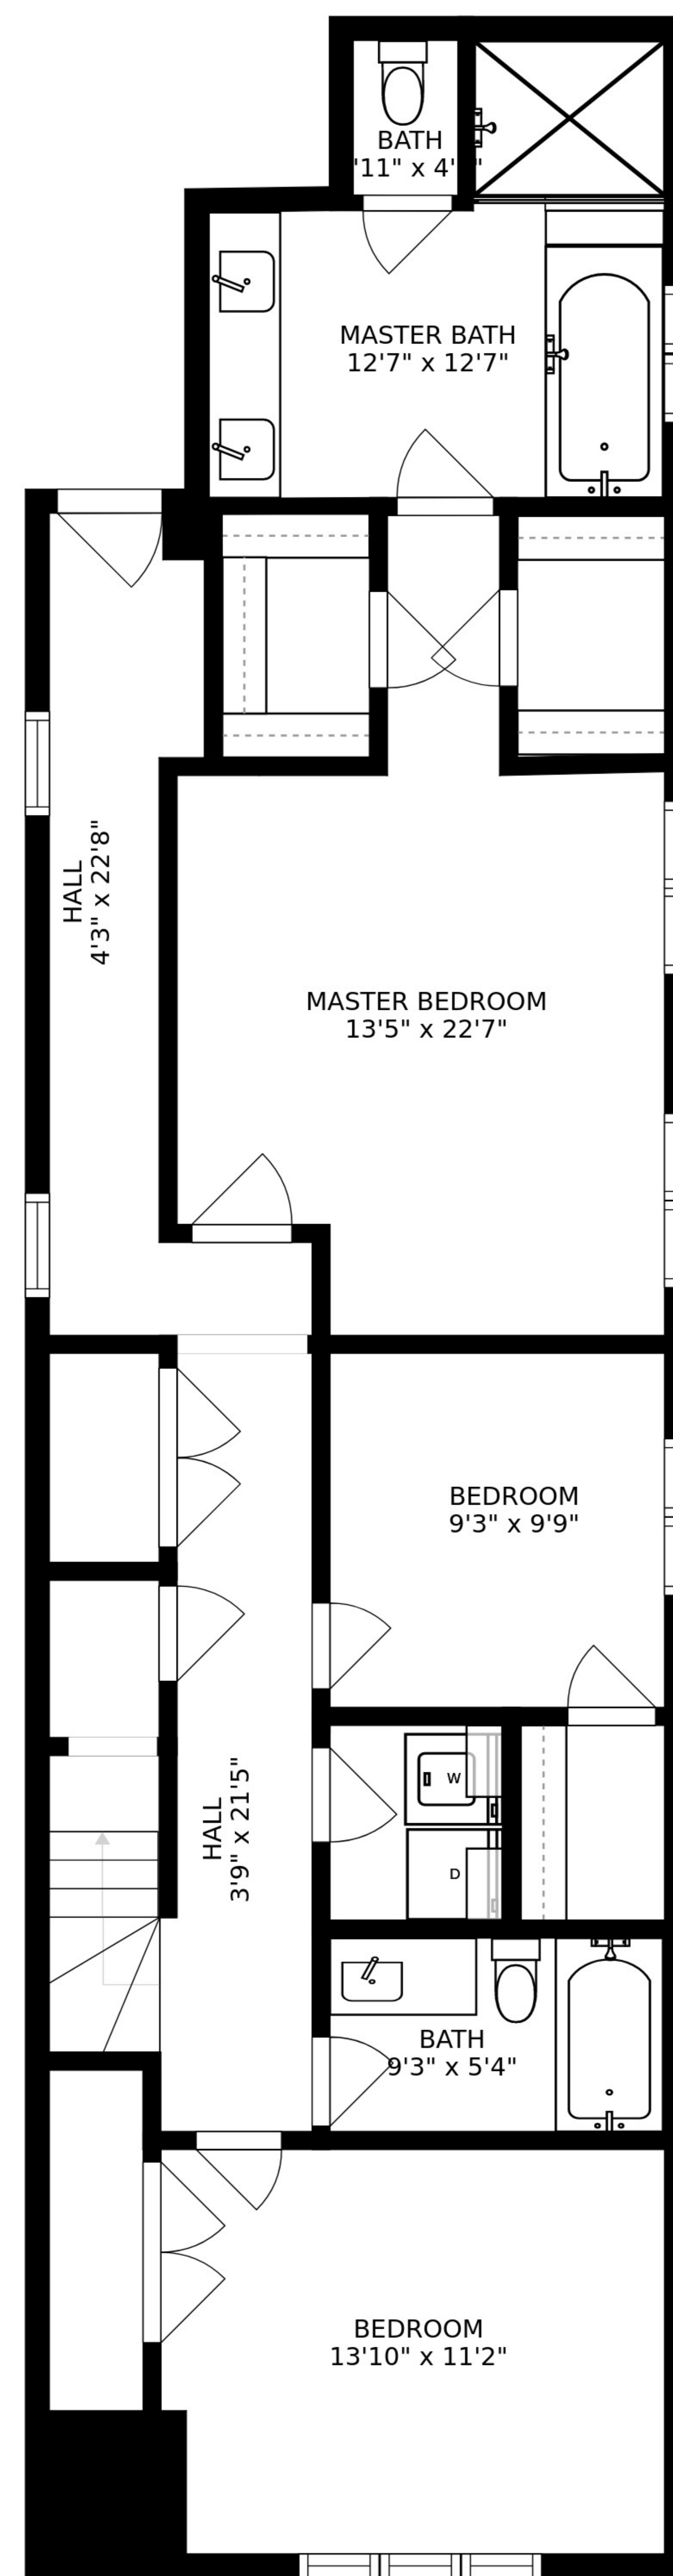 BATH
'11" x 4'
MASTER BATH
12'7" x 12'7"
HALL
4'3" x 22'8"
MASTER BEDROOM
13'5" x 22'7"
BEDROOM
9'3" x 9'9"
W
HALL
3'9" x 21'5"
D
BATH
9'3" x 5'4"
BEDROOM
13'10" x 11'2"